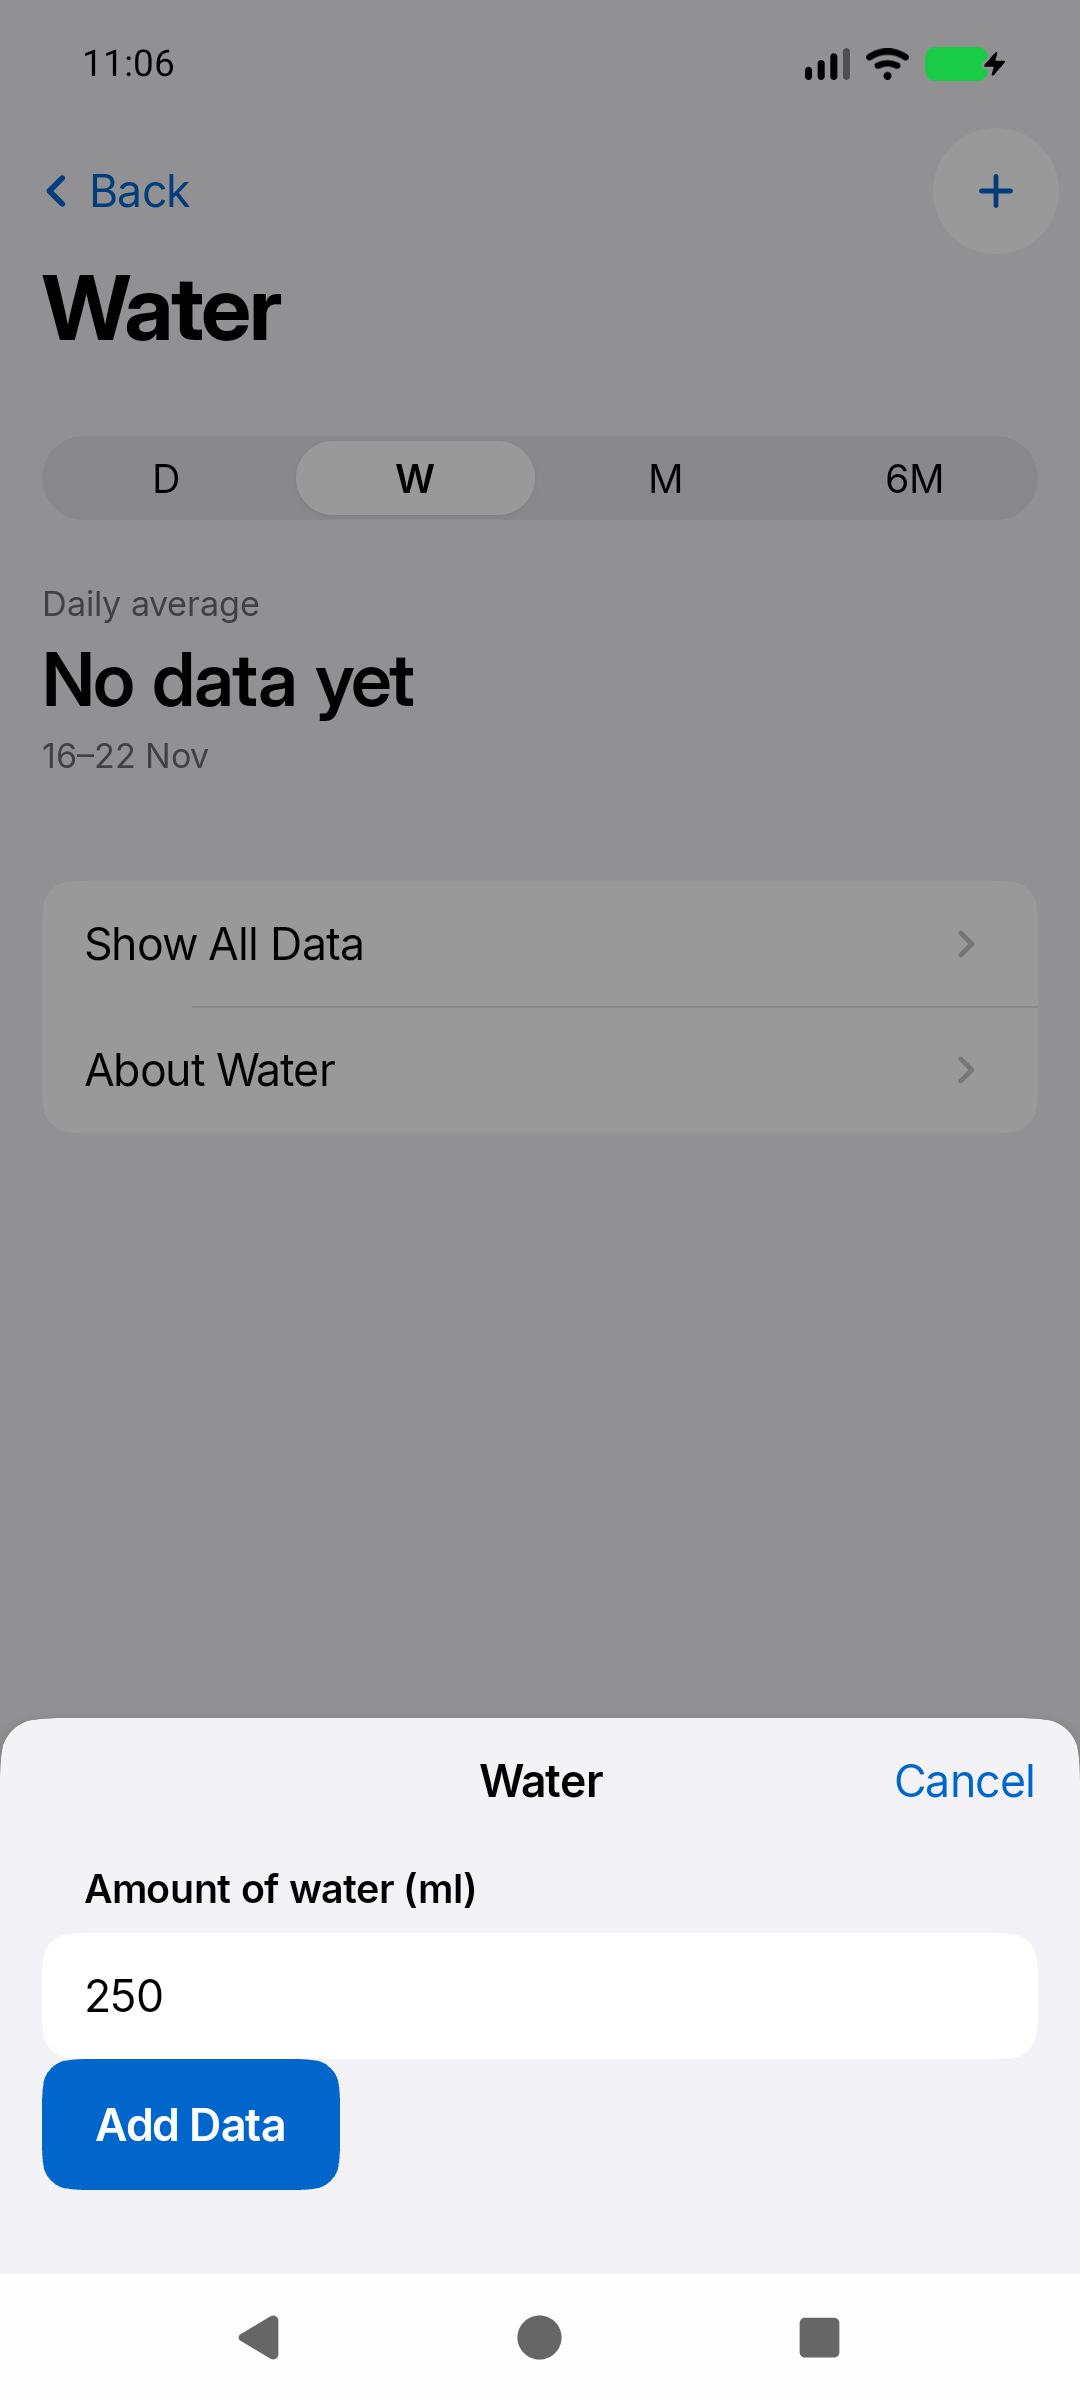 11:06
Back
Water
D W M 6M
Daily average
No data yet
16–22 Nov
Show All Data
About Water
Water Cancel
Amount of water (ml)
250
Add Data